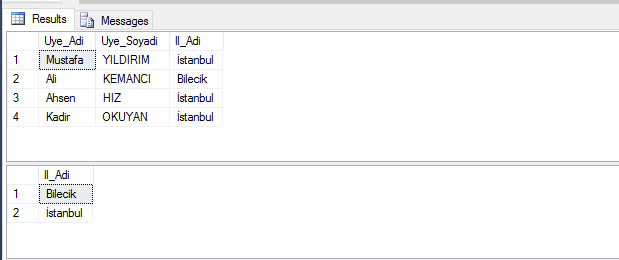 Results Messages
Uye_Adi Uye_Soyadi Il_Adi
1 Mustafa YILDIRIM İstanbul
2 Ali KEMANCI Bilecik
3 Ahsen HIZ İstanbul
4 Kadir OKUYAN İstanbul
Il_Adi
1 Bilecik
2 İstanbul